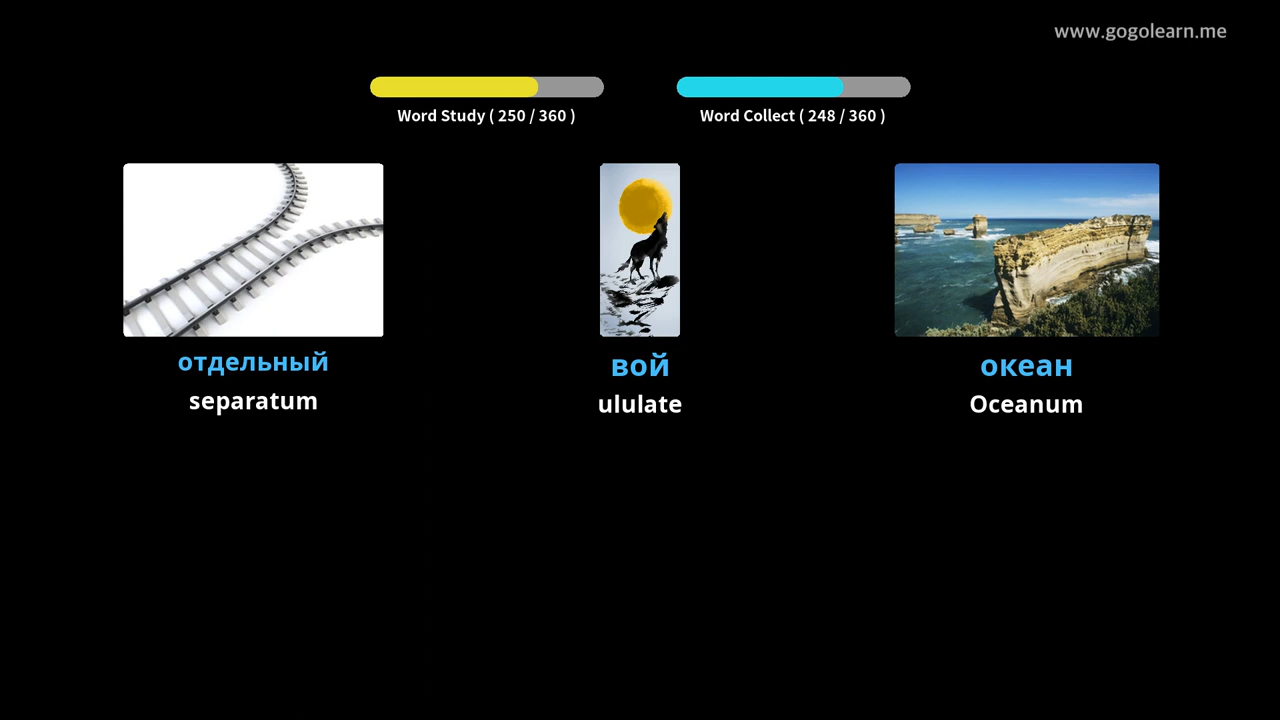 www.gogolearn.me
Word Study ( 250 / 360 )
Word Collect ( 248 / 360 )
отдельный
separatum
вой
ululate
океан
Oceanum